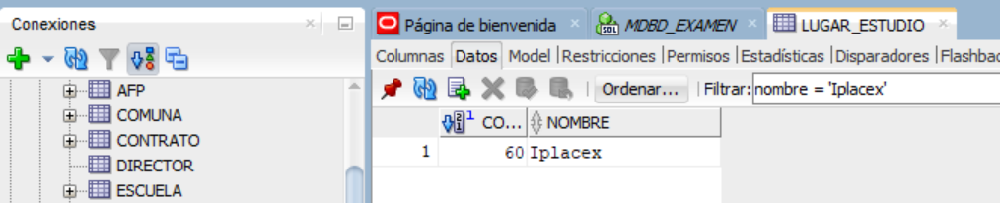 Conexiones
AFP
COMUNA
CONTRATO
DIRECTOR
ESCUELA
Página de bienvenida MDBD_EXAMEN LUGAR_ESTUDIO
Columnas Datos Model |Restricciones |Permisos |Estadísticas |Disparadores |Flashbac
Ordenar... | Filtrar: nombre = 'Iplacex'
1 CO... NOMBRE
1 60 Iplacex